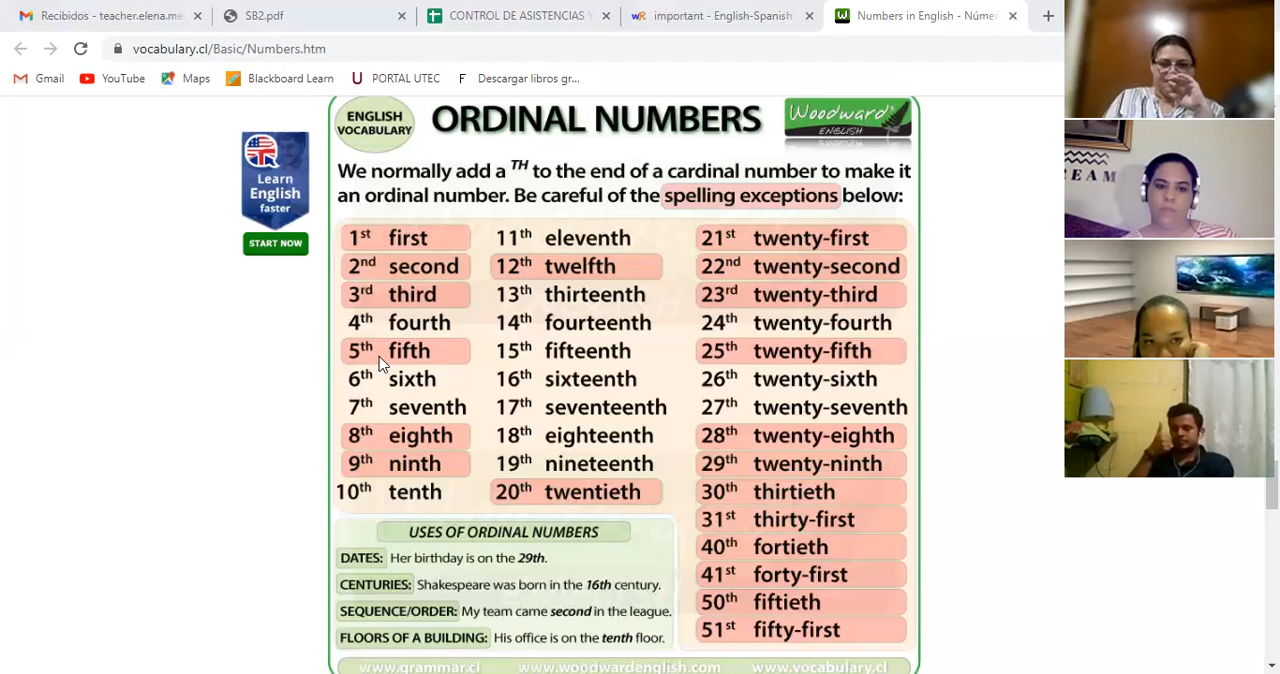 Recibidos - teacher.elena.me
SB2.pdf
CONTROL DE ASISTENCIAS Y
important - English-Spanish
Numbers in English - Núme
vocabulary.cl/Basic/Numbers.htm
Gmail
YouTube
Maps
Blackboard Learn
PORTAL UTEC
Descargar libros gr...
Learn
English
faster
START NOW
ENGLISH
VOCABULARY
ORDINAL NUMBERS
Woodward
ENGLISH
We normally add a TH to the end of a cardinal number to make it
an ordinal number. Be careful of the spelling exceptions below:
1st first
2nd second
3rd third
4th fourth
5th fifth
6th sixth
7th seventh
8th eighth
9th ninth
10th tenth
11th eleventh
12th twelfth
13th thirteenth
14th fourteenth
15th fifteenth
16th sixteenth
17th seventeenth
18th eighteenth
19th nineteenth
20th twentieth
21st twenty-first
22nd twenty-second
23rd twenty-third
24th twenty-fourth
25th twenty-fifth
26th twenty-sixth
27th twenty-seventh
28th twenty-eighth
29th twenty-ninth
30th thirtieth
31st thirty-first
40th fortieth
41st forty-first
50th fiftieth
51st fifty-first
USES OF ORDINAL NUMBERS
DATES: Her birthday is on the 29th.
CENTURIES: Shakespeare was born in the 16th century.
SEQUENCE/ORDER: My team came second in the league.
FLOORS OF A BUILDING: His office is on the tenth floor.
www.grammar.cl www.woodwardenglish.com www.vocabulary.cl